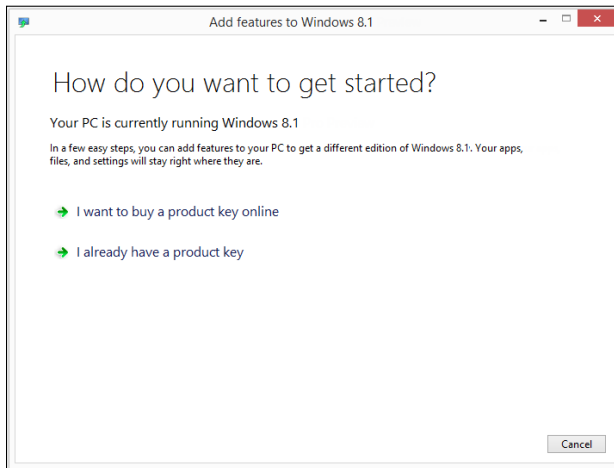 Add features to Windows 8.1
How do you want to get started?
Your PC is currently running Windows 8.1
In a few easy steps, you can add features to your PC to get a different edition of Windows 8.1. Your apps,
files, and settings will stay right where they are.
I want to buy a product key online
I already have a product key
Cancel